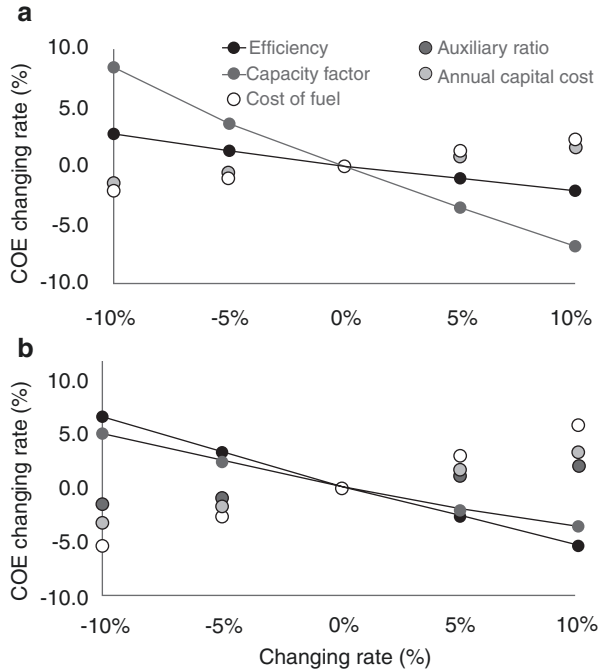 a
COE changing rate (%)
10.0
5.0
0.0
-5.0
-10.0
Efficiency
Capacity factor
Cost of fuel
Auxiliary ratio
Annual capital cost
-10% -5% 0% 5% 10%
b
COE changing rate (%)
10.0
5.0
0.0
-5.0
-10.0
-10% -5% 0% 5% 10%
Changing rate (%)